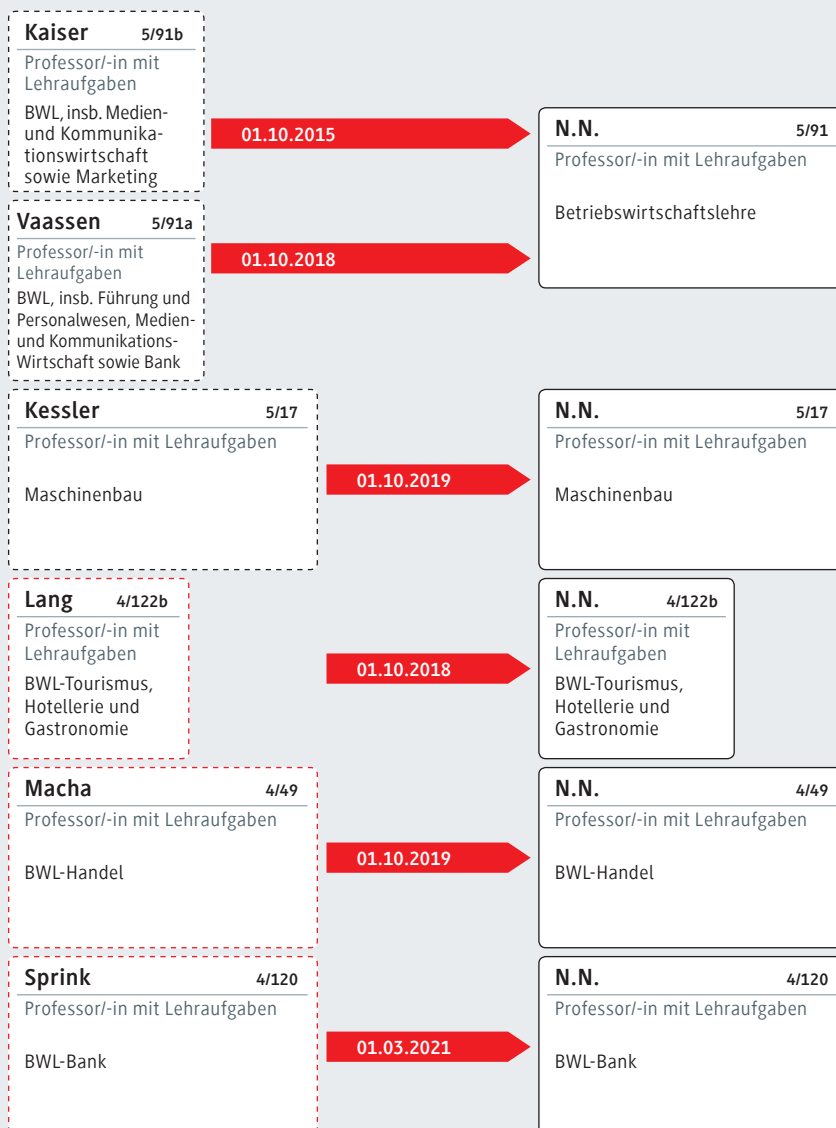 Kaiser 5/91b
Professor/-in mit
Lehraufgaben
BWL, insb. Medien-
und Kommunika-
tionswirtschaft
sowie Marketing
01.10.2015
N.N. 5/91
Professor/-in mit Lehraufgaben
Betriebswirtschaftslehre
Vaassen 5/91a
Professor/-in mit
Lehraufgaben
BWL, insb. Führung und
Personalwesen, Medien-
und Kommunikations-
Wirtschaft sowie Bank
01.10.2018
Kessler 5/17
Professor/-in mit Lehraufgaben
Maschinenbau
01.10.2019
N.N. 5/17
Professor/-in mit Lehraufgaben
Maschinenbau
Lang 4/122b
Professor/-in mit
Lehraufgaben
BWL-Tourismus,
Hotellerie und
Gastronomie
01.10.2018
N.N. 4/122b
Professor/-in mit
Lehraufgaben
BWL-Tourismus,
Hotellerie und
Gastronomie
Macha 4/49
Professor/-in mit Lehraufgaben
BWL-Handel
01.10.2019
N.N. 4/49
Professor/-in mit Lehraufgaben
BWL-Handel
Sprink 4/120
Professor/-in mit Lehraufgaben
BWL-Bank
01.03.2021
N.N. 4/120
Professor/-in mit Lehraufgaben
BWL-Bank